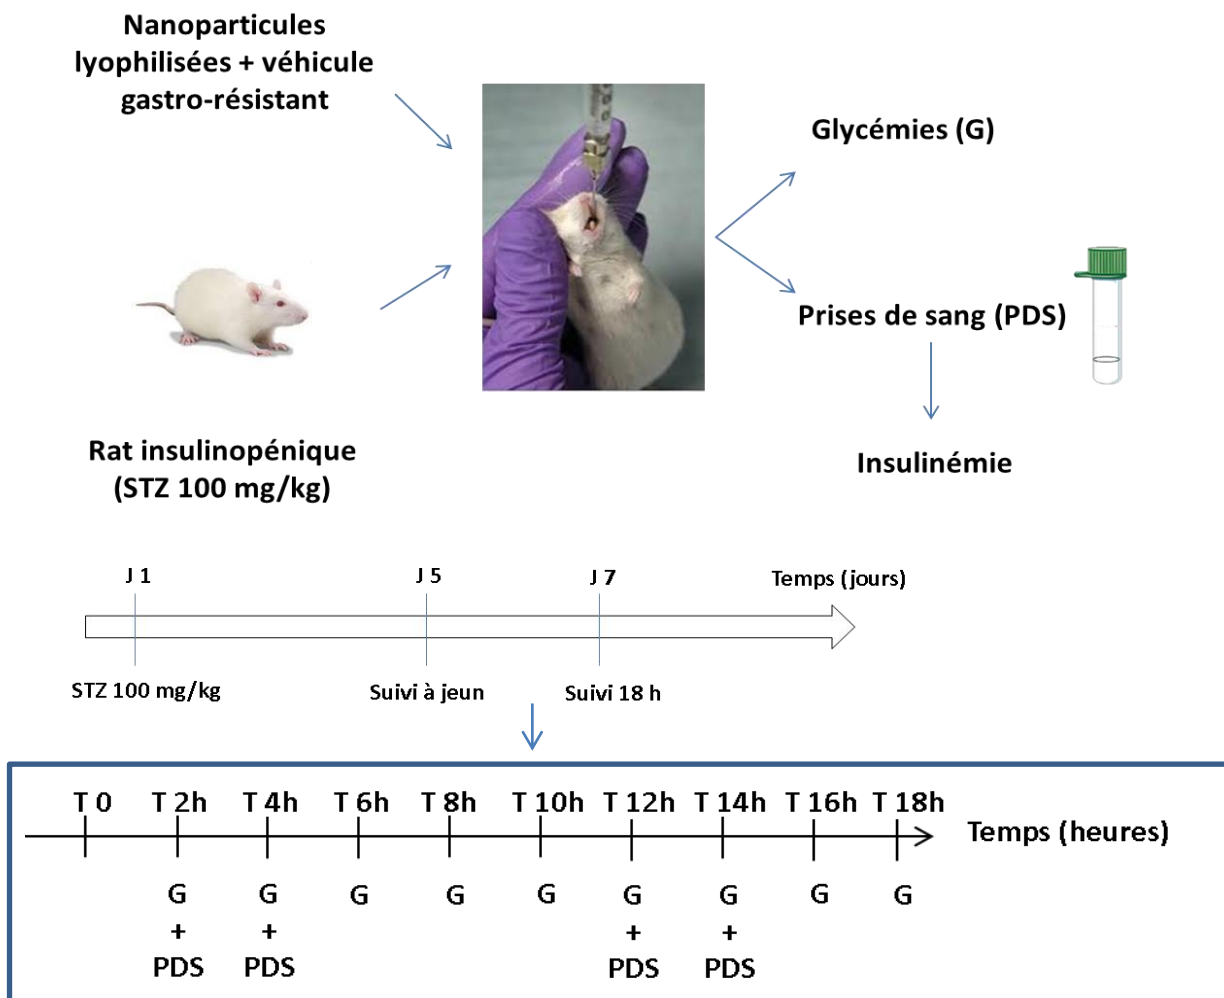 Nanoparticules
lyophilisées + véhicule
gastro-résistant
Glycémies (G)
Prises de sang (PDS)
Insulinémie
Rat insulinopénique
(STZ 100 mg/kg)
J 1 J 5 J 7 Temps (jours)
STZ 100 mg/kg Suivi à jeun Suivi 18 h
T 0 T 2h T 4h T 6h T 8h T 10h T 12h T 14h T 16h T 18h
Temps (heures)
G G G G G G G G G
+ + + +
PDS PDS PDS PDS